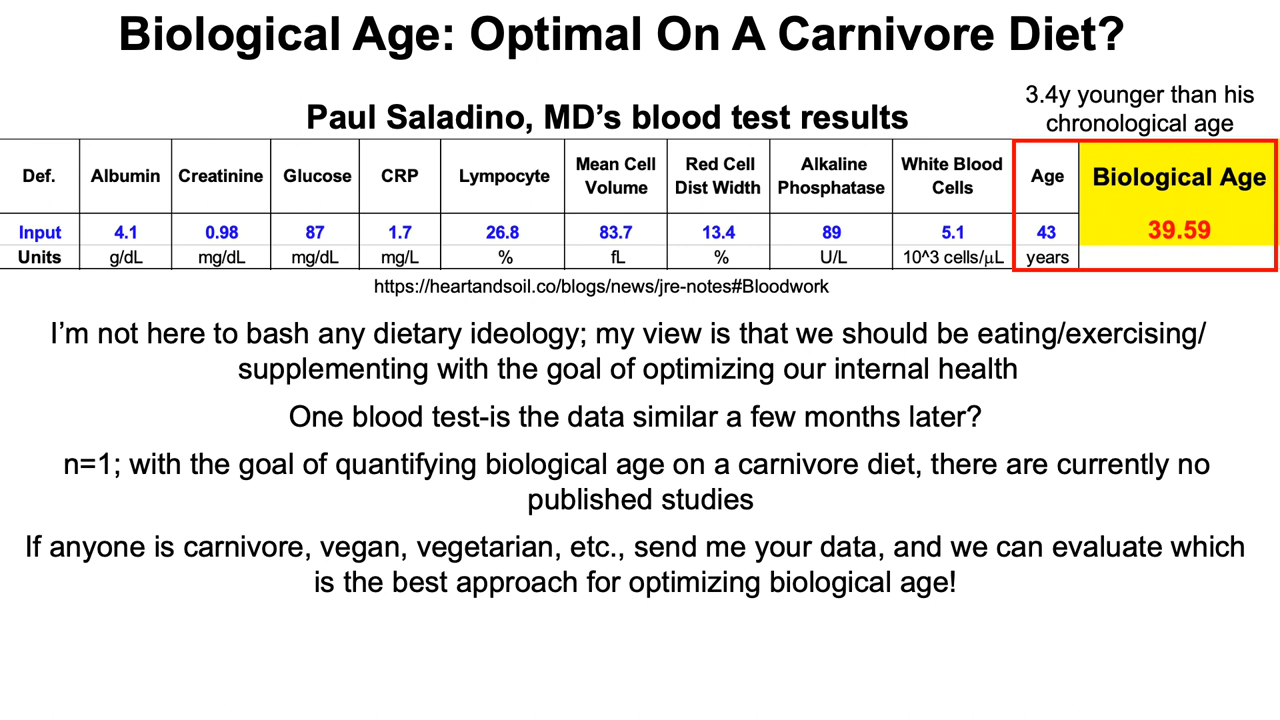 Biological Age: Optimal On A Carnivore Diet?
3.4y younger than his
chronological age
Paul Saladino, MD’s blood test results
Def. Albumin Creatinine Glucose CRP Lympocyte Mean Cell Volume Red Cell Dist Width Alkaline Phosphatase White Blood Cells Age Biological Age
Input 4.1 0.98 87 1.7 26.8 83.7 13.4 89 5.1 43 39.59
Units g/dL mg/dL mg/dL mg/L % fL % U/L 10^3 cells/μL years
https://heartandsoil.co/blogs/news/jre-notes#Bloodwork
I’m not here to bash any dietary ideology; my view is that we should be eating/exercising/
supplementing with the goal of optimizing our internal health
One blood test-is the data similar a few months later?
n=1; with the goal of quantifying biological age on a carnivore diet, there are currently no
published studies
If anyone is carnivore, vegan, vegetarian, etc., send me your data, and we can evaluate which
is the best approach for optimizing biological age!